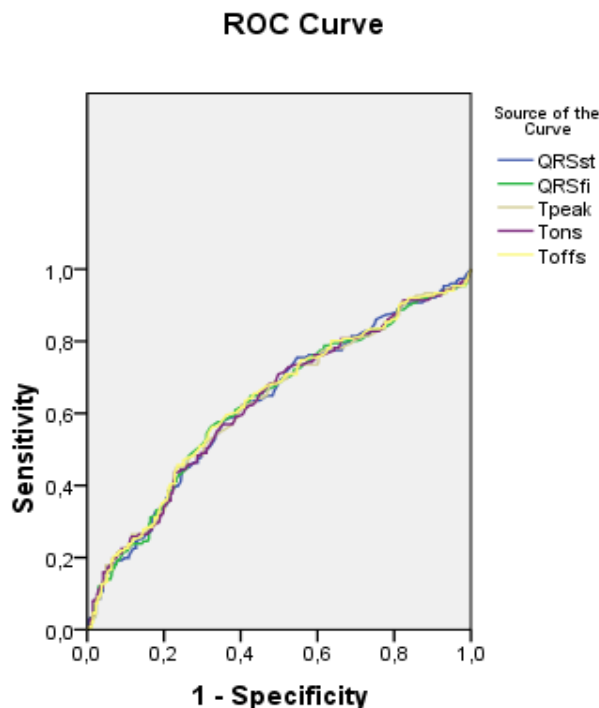 ROC Curve
Source of the
Curve
QRSst
QRSfi
Tpeak
Tons
Toffs
1,0
0,8
0,6
0,4
0,2
0,0
Sensitivity
0,0 0,2 0,4 0,6 0,8 1,0
1 - Specificity